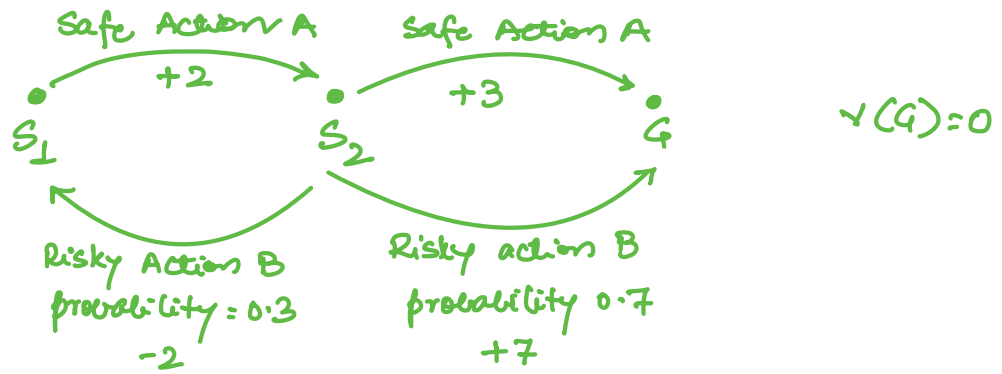 Safe Action A
+2
Safe Action A
+3
S1
S2
G
r(G)=0
Risky Action B
probability = 0.3
-2
Risky action B
probability 0.7
+7